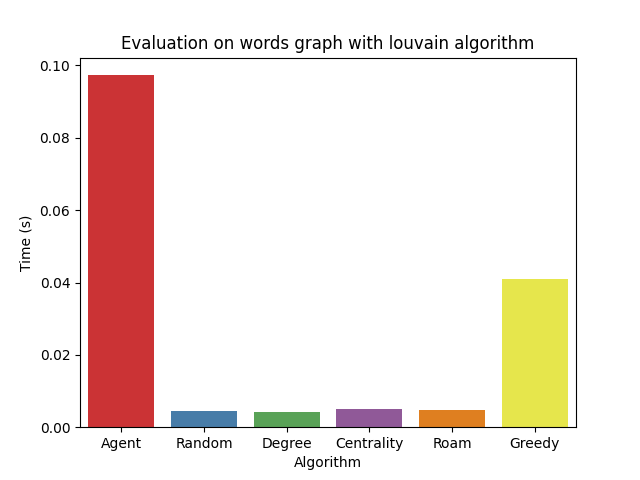 Evaluation on words graph with louvain algorithm
0.10
0.08
0.06
0.04
0.02
0.00
Time (s)
Agent Random Degree Centrality Roam Greedy
Algorithm